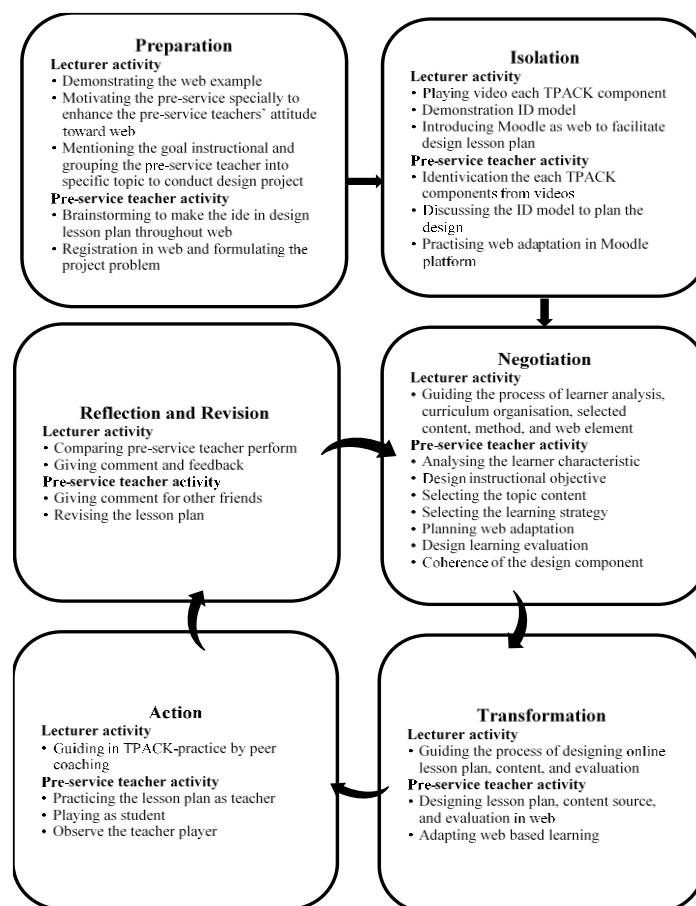 Preparation
Lecturer activity
• Demonstrating the web example
• Motivating the pre-service specially to
enhance the pre-service teachers' attitude
toward web
• Mentioning the goal instructional and
grouping the pre-service teacher into
specific topic to conduct design project
Pre-service teacher activity
• Brainstorming to make the ide in design
lesson plan throughout web
• Registration in web and formulating the
project problem
Isolation
Lecturer activity
• Playing video each TPACK component
• Demonstration ID model
• Introducing Moodle as web to facilitate
design lesson plan
Pre-service teacher activity
• Identivication the each TPACK
components from videos
• Discussing the ID model to plan the
design
• Practising web adaptation in Moodle
platform
Negotiation
Lecturer activity
• Guiding the process of learner analysis,
curriculum organisation, selected
content, method, and web element
Pre-service teacher activity
• Analysing the learner characteristic
• Design instructional objective
• Selecting the topic content
• Selecting the learning strategy
• Planning web adaptation
• Design learning evaluation
• Coherence of the design component
Reflection and Revision
Lecturer activity
• Comparing pre-service teacher perform
• Giving comment and feedback
Pre-service teacher activity
• Giving comment for other friends
• Revising the lesson plan
Action
Lecturer activity
• Guiding in TPACK-practice by peer
coaching
Pre-service teacher activity
• Practicing the lesson plan as teacher
• Playing as student
• Observe the teacher player
Transformation
Lecturer activity
• Guiding the process of designing online
lesson plan, content, and evaluation
Pre-service teacher activity
• Designing lesson plan, content source,
and evaluation in web
• Adapting web based learning